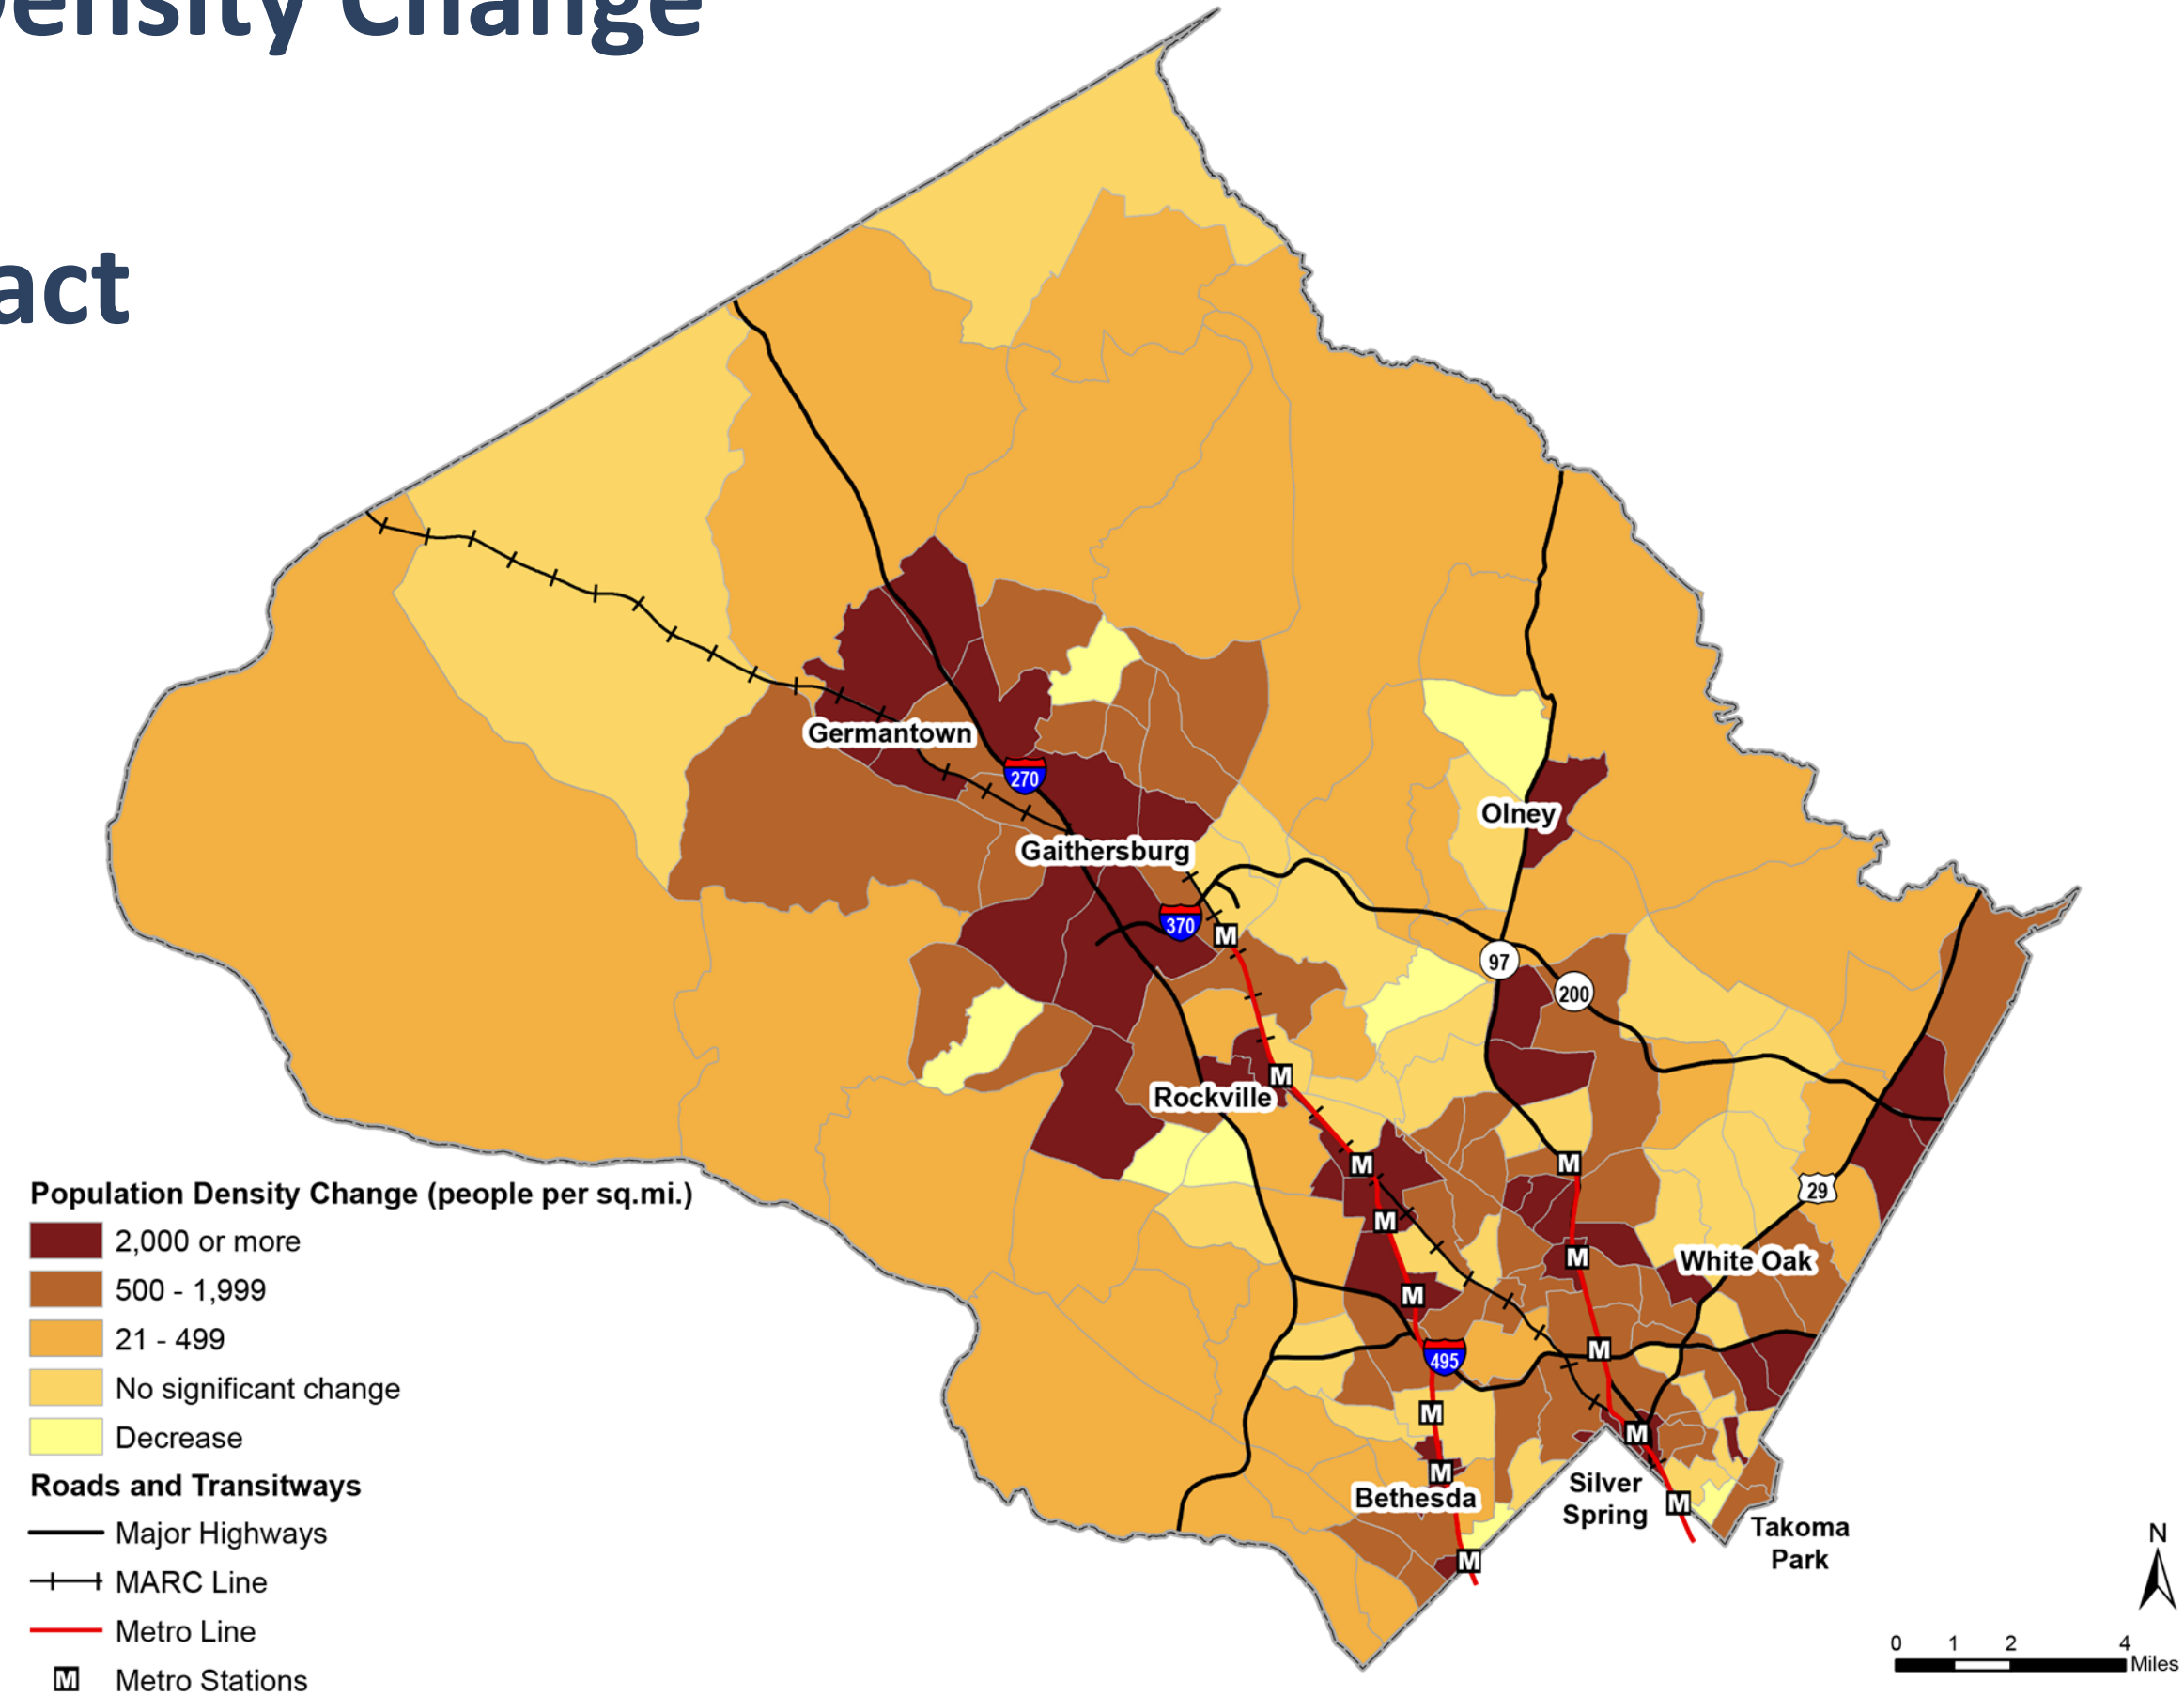 Density Change
act
Germantown
270
Gaithersburg
Olney
370
M
97
200
M
Rockville
M
M
29
M
M
White Oak
M
M
495
M
M
M
Bethesda
Silver
Spring
M
Takoma
Park
M
Population Density Change (people per sq.mi.)
2,000 or more
500 - 1,999
21 - 499
No significant change
Decrease
Roads and Transitways
Major Highways
MARC Line
Metro Line
M Metro Stations
N
0 1 2 4
Miles